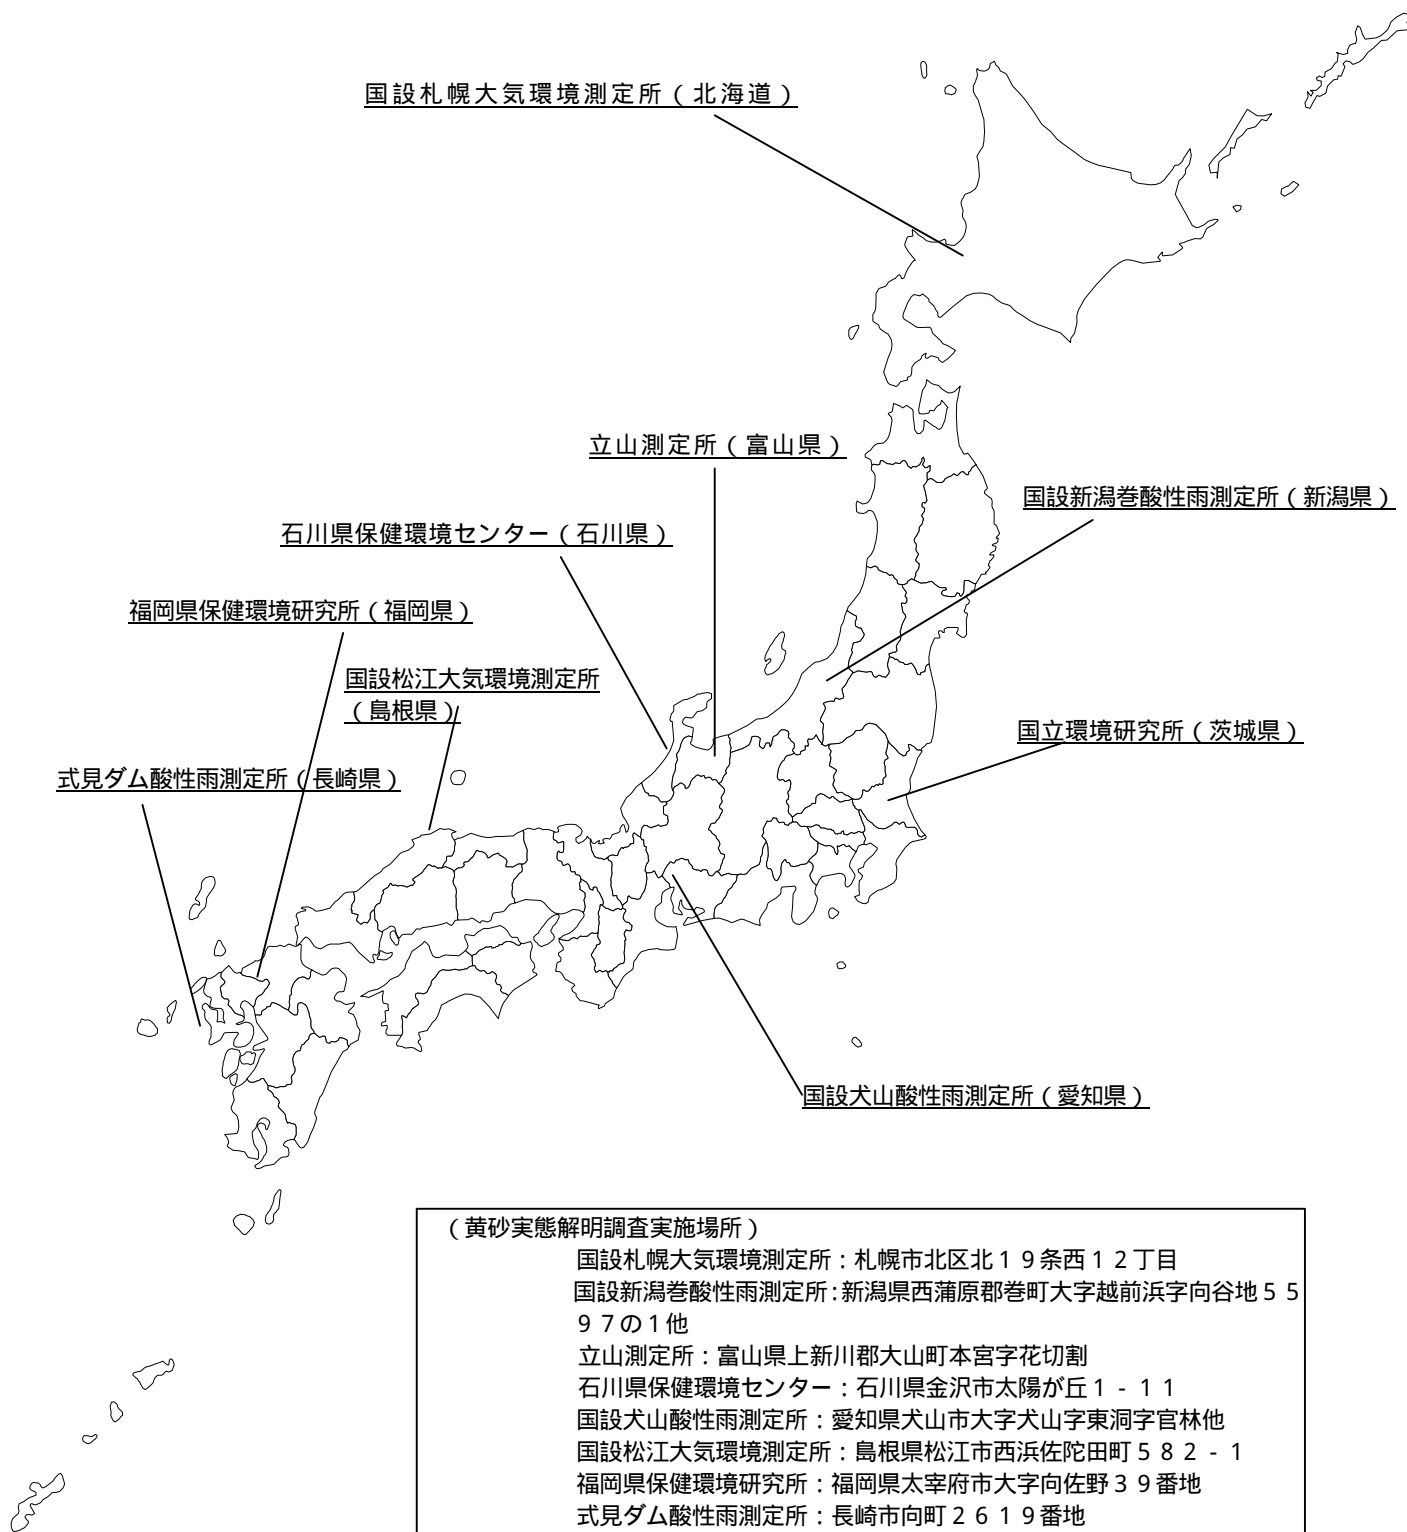 国設札幌大気環境測定所（北海道）
立山測定所（富山県）
国設新潟巻酸性雨測定所（新潟県）
石川県保健環境センター（石川県）
福岡県保健環境研究所（福岡県）
国設松江大気環境測定所
（島根県）
国立環境研究所（茨城県）
式見ダム酸性雨測定所（長崎県）
国設犬山酸性雨測定所（愛知県）
（黄砂実態解明調査実施場所）
国設札幌大気環境測定所：札幌市北区北１９条西１２丁目
国設新潟巻酸性雨測定所：新潟県西蒲原郡巻町大字越前浜字向谷地５５
９７の１他
立山測定所：富山県上新川郡大山町本宮字花切割
石川県保健環境センター：石川県金沢市太陽が丘１-１１
国設犬山酸性雨測定所：愛知県犬山市大字犬山字東洞字官林他
国設松江大気環境測定所：島根県松江市西浜佐陀田町５８２-１
福岡県保健環境研究所：福岡県太宰府市大字向佐野３９番地
式見ダム酸性雨測定所：長崎市向町２６１９番地